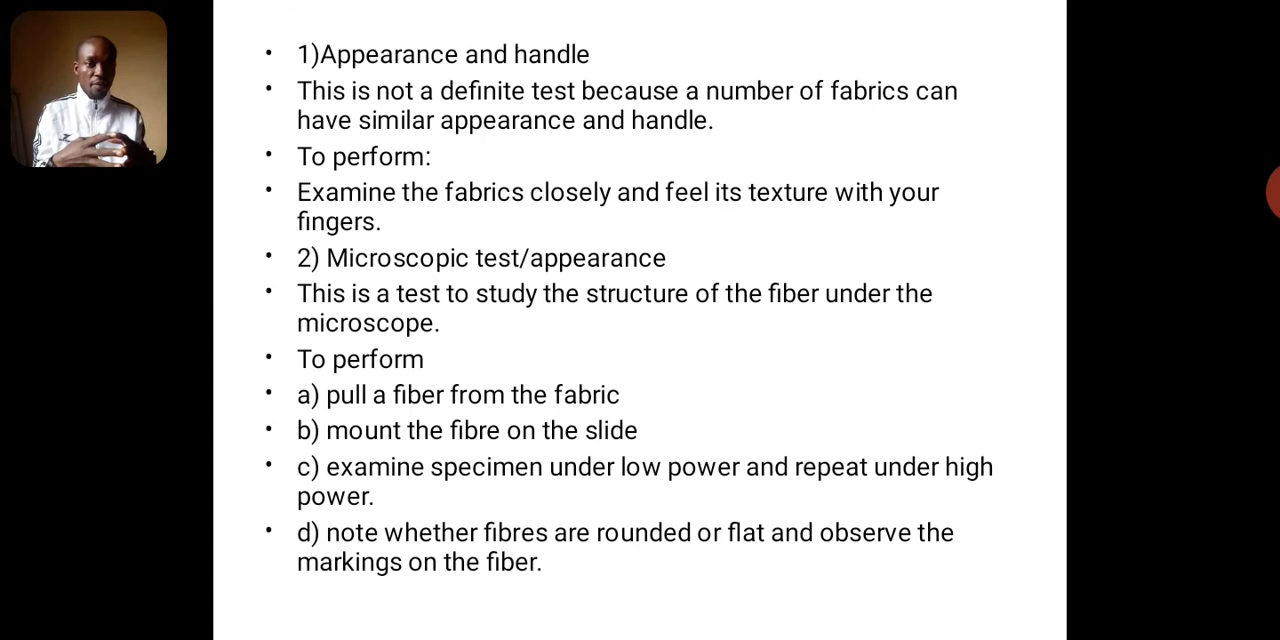 • 1)Appearance and handle
• This is not a definite test because a number of fabrics can
have similar appearance and handle.
• To perform:
• Examine the fabrics closely and feel its texture with your
fingers.
• 2) Microscopic test/appearance
• This is a test to study the structure of the fiber under the
microscope.
• To perform
• a) pull a fiber from the fabric
• b) mount the fibre on the slide
• c) examine specimen under low power and repeat under high
power.
• d) note whether fibres are rounded or flat and observe the
markings on the fiber.